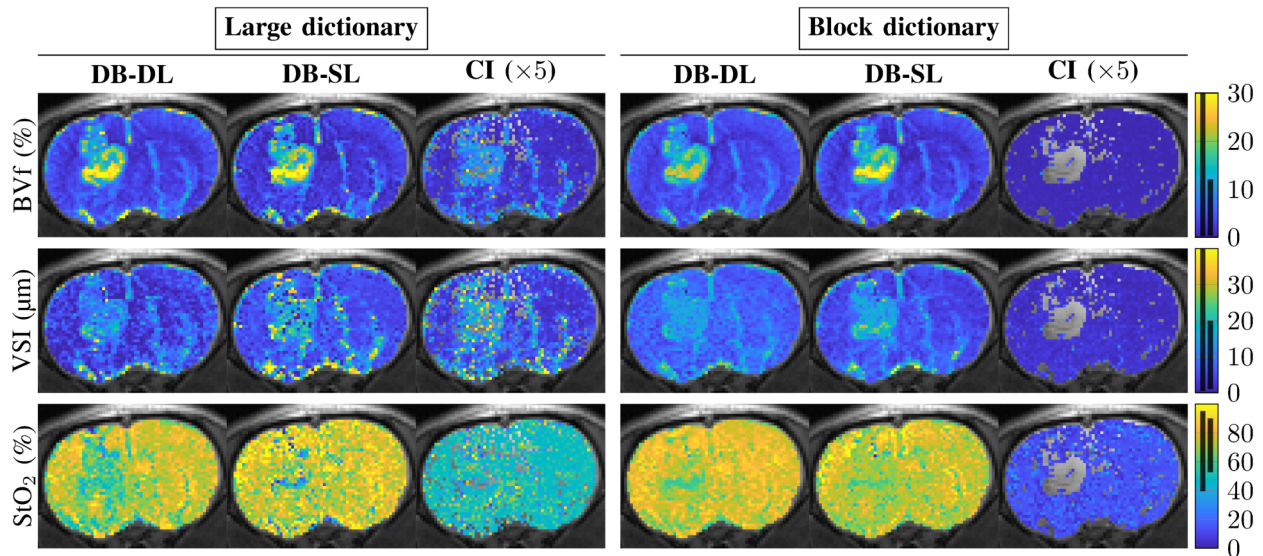 Large dictionary
Block dictionary
DB-DL DB-SL CI (×5) DB-DL DB-SL CI (×5)
BVf (%)
30
20
10
0
VSI (μm)
30
20
10
0
StO₂ (%)
80
60
40
20
0